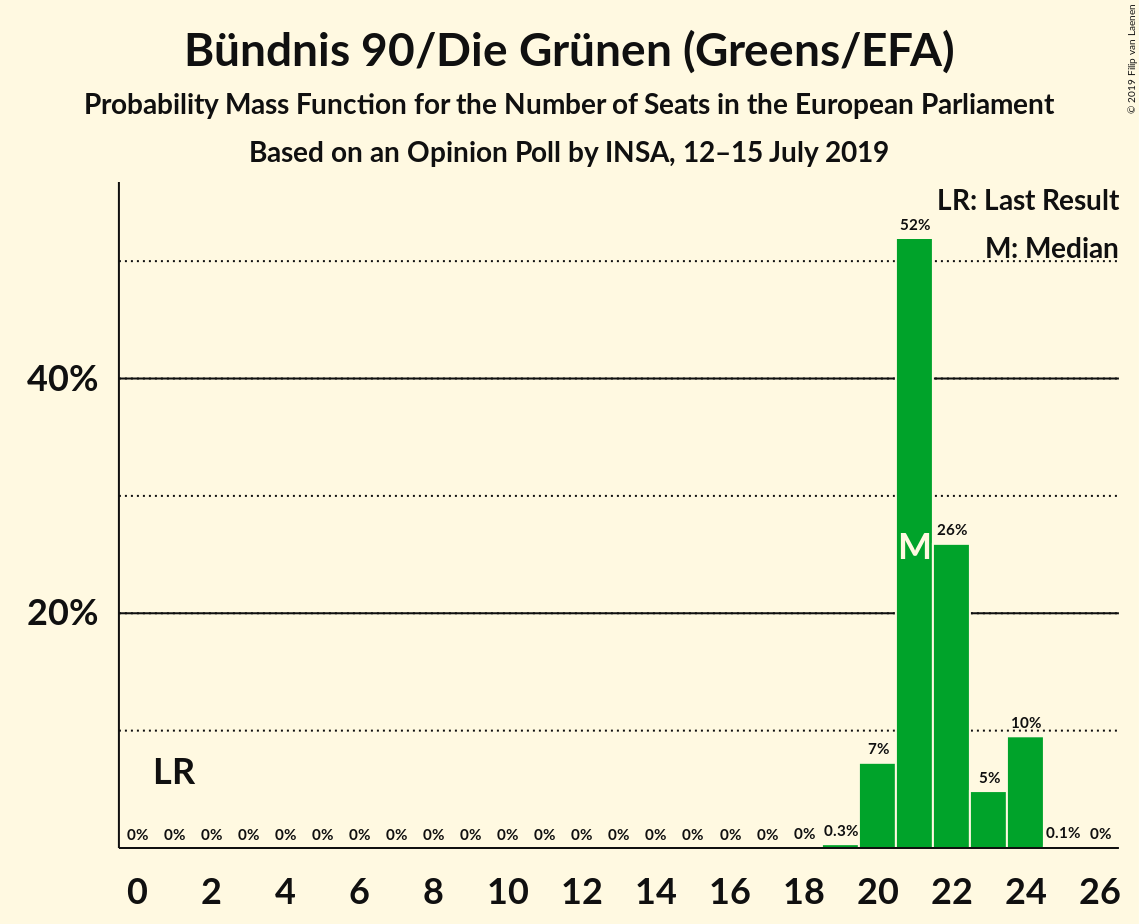 Bündnis 90/Die Grünen (Greens/EFA)
Probability Mass Function for the Number of Seats in the European Parliament
Based on an Opinion Poll by INSA, 12–15 July 2019
© 2019 Filip van Laenen
LR: Last Result
M: Median
52%
40%
M
26%
20%
10%
7%
5%
LR
0% 0% 0% 0% 0% 0% 0% 0% 0% 0% 0% 0% 0% 0% 0% 0% 0% 0% 0% 0.3% 0.1% 0%
0 2 4 6 8 10 12 14 16 18 20 22 24 26